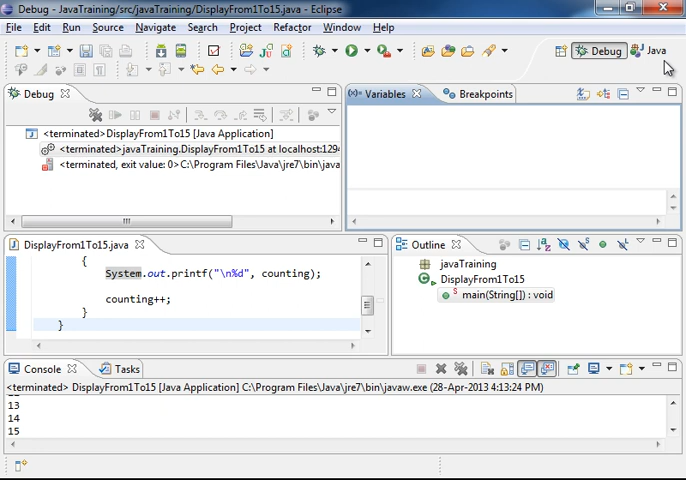 Debug - JavaTraining/src/javaTraining/DisplayFrom1To15.java - Eclipse
File Edit Run Source Navigate Search Project Refactor Window Help
Debug Java
Debug
<terminated>DisplayFrom1To15 [Java Application]
<terminated>javaTraining.DisplayFrom1To15 at localhost:1294
<terminated, exit value: 0>C:\Program Files\Java\jre7\bin\java
Variables Breakpoints
DisplayFrom1To15.java
{
System.out.printf("\n%d", counting);
counting++;
}
}
Outline
javaTraining
DisplayFrom1To15
main(String[]) : void
Console Tasks
<terminated> DisplayFrom1To15 [Java Application] C:\Program Files\Java\jre7\bin\javaw.exe (28-Apr-2013 4:13:24 PM)
13
14
15